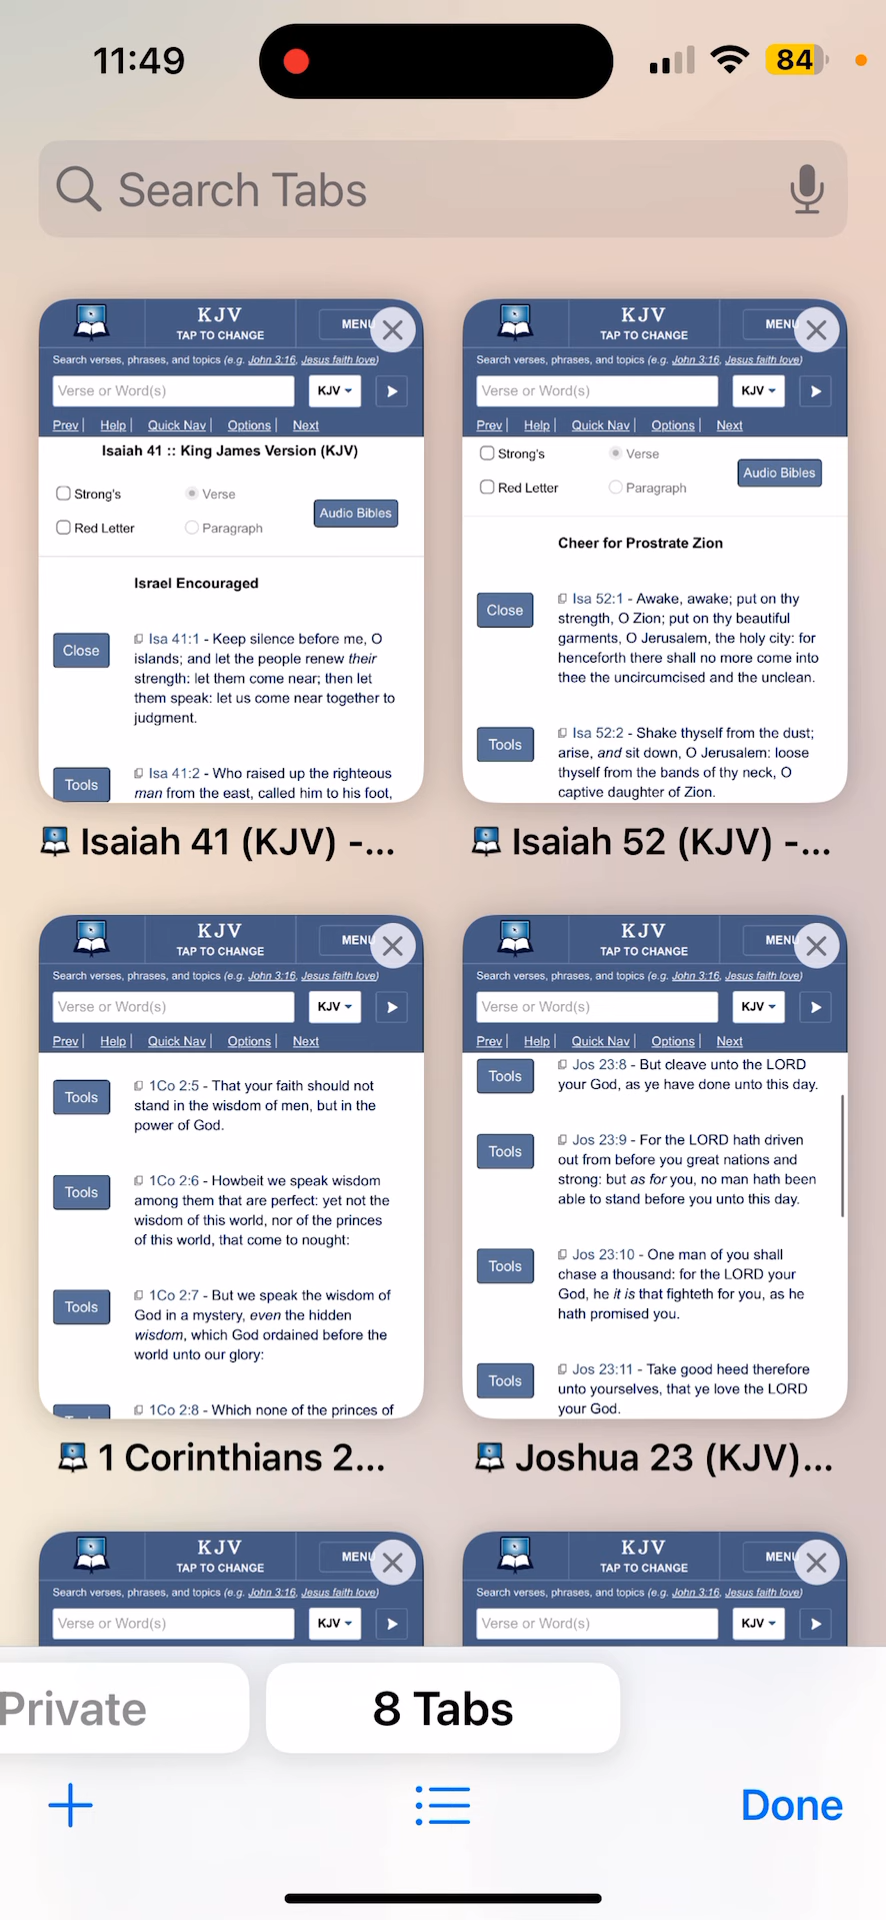 11:49
84
Search Tabs
KJV
TAP TO CHANGE
MENU
Search verses, phrases, and topics (e.g. John 3:16, Jesus faith love)
Verse or Word(s)
KJV
Prev | Help | Quick Nav | Options | Next
Isaiah 41 :: King James Version (KJV)
Strong's
Verse
Red Letter
Paragraph
Audio Bibles
Israel Encouraged
Close
Isa 41:1 - Keep silence before me, O
islands; and let the people renew their
strength: let them come near; then let
them speak: let us come near together to
judgment.
Tools
Isa 41:2 - Who raised up the righteous
man from the east, called him to his foot,
Isaiah 41 (KJV) -...
KJV
TAP TO CHANGE
MENU
Search verses, phrases, and topics (e.g. John 3:16, Jesus faith love)
Verse or Word(s)
KJV
Prev | Help | Quick Nav | Options | Next
Strong's
Verse
Red Letter
Paragraph
Audio Bibles
Cheer for Prostrate Zion
Close
Isa 52:1 - Awake, awake; put on thy
strength, O Zion; put on thy beautiful
garments, O Jerusalem, the holy city: for
henceforth there shall no more come into
thee the uncircumcised and the unclean.
Tools
Isa 52:2 - Shake thyself from the dust;
arise, and sit down, O Jerusalem: loose
thyself from the bands of thy neck, O
captive daughter of Zion.
Isaiah 52 (KJV) -...
KJV
TAP TO CHANGE
MENU
Search verses, phrases, and topics (e.g. John 3:16, Jesus faith love)
Verse or Word(s)
KJV
Prev | Help | Quick Nav | Options | Next
Tools
1Co 2:5 - That your faith should not
stand in the wisdom of men, but in the
power of God.
Tools
1Co 2:6 - Howbeit we speak wisdom
among them that are perfect: yet not the
wisdom of this world, nor of the princes
of this world, that come to nought:
Tools
1Co 2:7 - But we speak the wisdom of
God in a mystery, even the hidden
wisdom, which God ordained before the
world unto our glory:
1Co 2:8 - Which none of the princes of
1 Corinthians 2...
KJV
TAP TO CHANGE
MENU
Search verses, phrases, and topics (e.g. John 3:16, Jesus faith love)
Verse or Word(s)
KJV
Prev | Help | Quick Nav | Options | Next
Tools
Jos 23:8 - But cleave unto the LORD
your God, as ye have done unto this day.
Tools
Jos 23:9 - For the LORD hath driven
out from before you great nations and
strong: but as for you, no man hath been
able to stand before you unto this day.
Tools
Jos 23:10 - One man of you shall
chase a thousand: for the LORD your
God, he it is that fighteth for you, as he
hath promised you.
Tools
Jos 23:11 - Take good heed therefore
unto yourselves, that ye love the LORD
your God.
Joshua 23 (KJV)...
KJV
TAP TO CHANGE
MENU
Search verses, phrases, and topics (e.g. John 3:16, Jesus faith love)
Verse or Word(s)
KJV
KJV
TAP TO CHANGE
MENU
Search verses, phrases, and topics (e.g. John 3:16, Jesus faith love)
Verse or Word(s)
KJV
Private
8 Tabs
Done